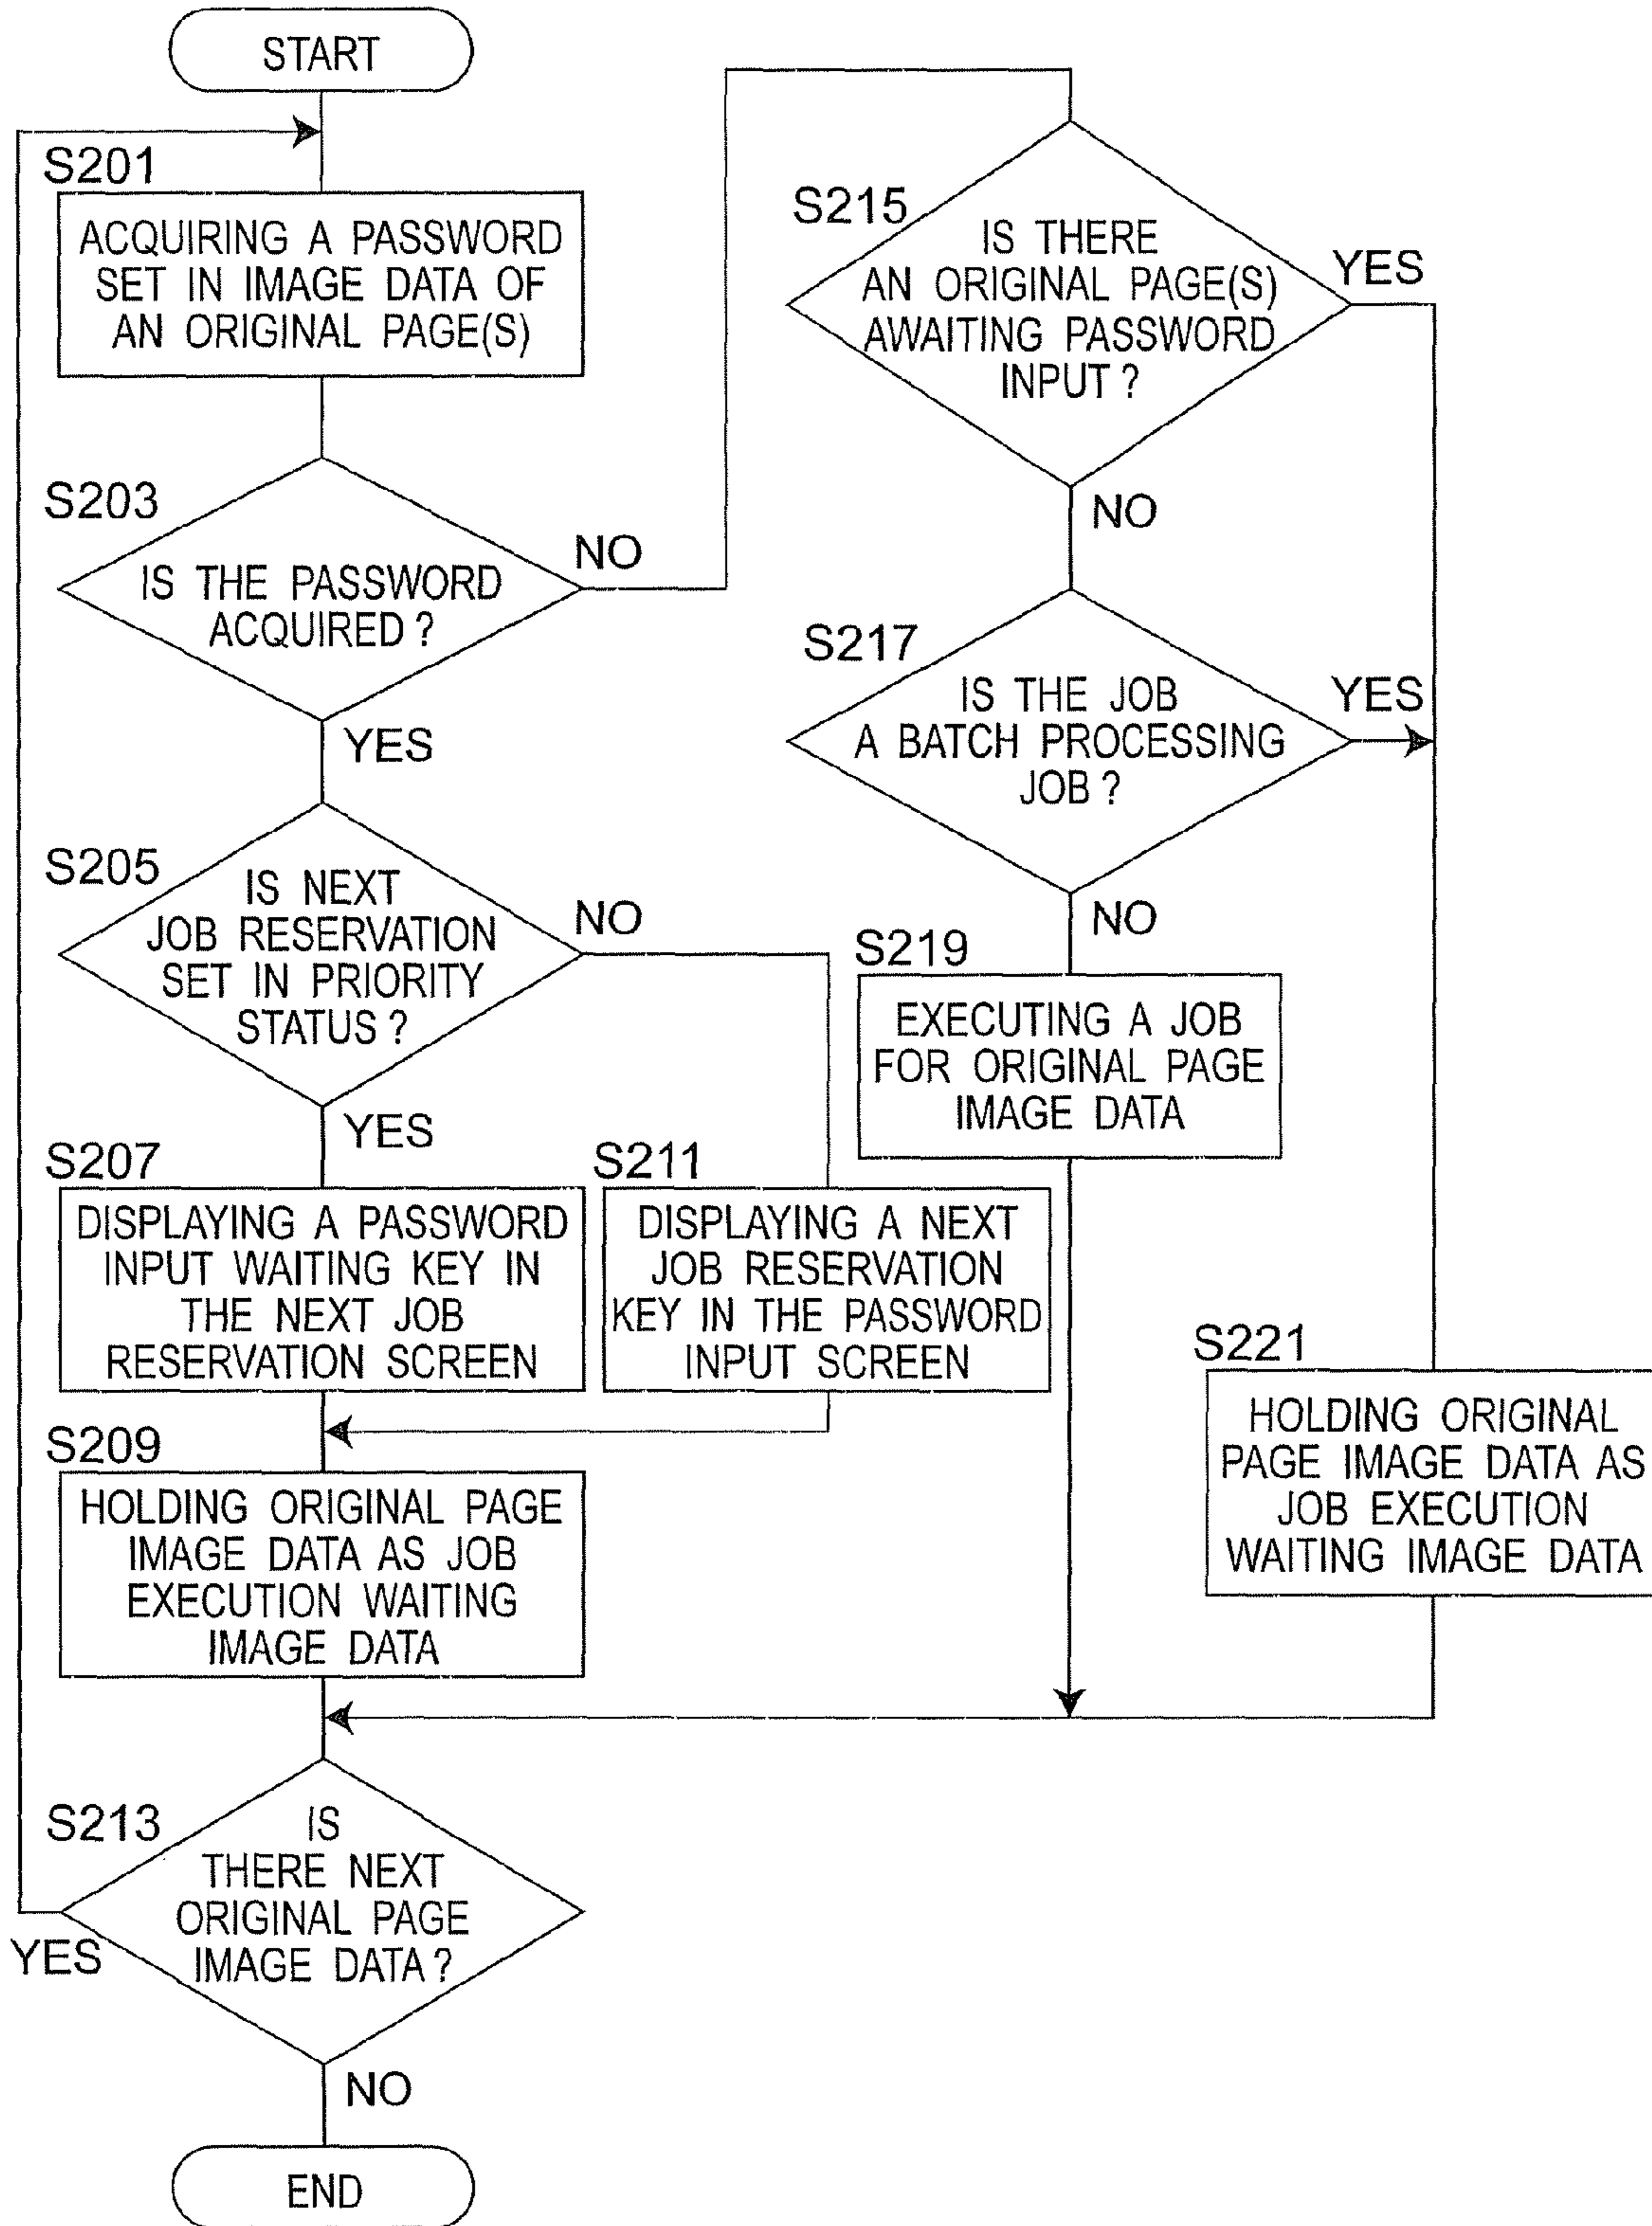 START
S201
ACQUIRING A PASSWORD
SET IN IMAGE DATA OF
AN ORIGINAL PAGE(S)
S203
IS THE PASSWORD
ACQUIRED?
NO
YES
S205
IS NEXT
JOB RESERVATION
SET IN PRIORITY
STATUS?
NO
YES
S207
DISPLAYING A PASSWORD
INPUT WAITING KEY IN
THE NEXT JOB
RESERVATION SCREEN
S211
DISPLAYING A NEXT
JOB RESERVATION
KEY IN THE PASSWORD
INPUT SCREEN
S209
HOLDING ORIGINAL PAGE
IMAGE DATA AS JOB
EXECUTION WAITING
IMAGE DATA
S213
IS
THERE NEXT
ORIGINAL PAGE
IMAGE DATA?
YES
NO
END
S215
IS THERE
AN ORIGINAL PAGE(S)
AWAITING PASSWORD
INPUT?
YES
NO
S217
IS THE JOB
A BATCH PROCESSING
JOB?
YES
NO
S219
EXECUTING A JOB
FOR ORIGINAL PAGE
IMAGE DATA
S221
HOLDING ORIGINAL
PAGE IMAGE DATA AS
JOB EXECUTION
WAITING IMAGE DATA